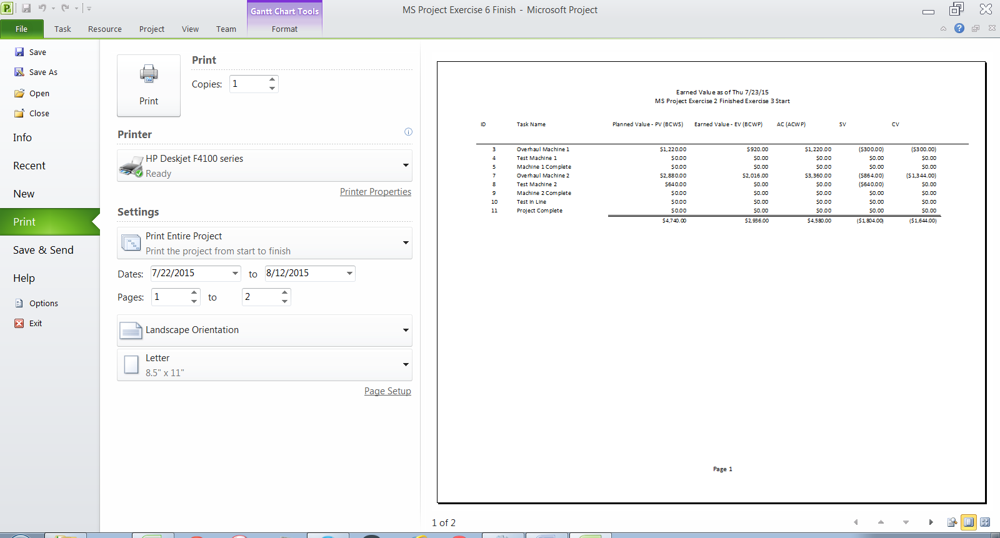 MS Project Exercise 6 Finish - Microsoft Project
Gantt Chart Tools
File Task Resource Project View Team Format
Save
Save As
Open
Close
Info
Recent
New
Print
Save & Send
Help
Options
Exit
Print
Print
Copies: 1
Printer
HP Deskjet F4100 series
Ready
Printer Properties
Settings
Print Entire Project
Print the project from start to finish
Dates: 7/22/2015 to 8/12/2015
Pages: 1 to 2
Landscape Orientation
Letter
8.5" x 11"
Page Setup
Earned Value as of Thu 7/23/15
MS Project Exercise 2 Finished Exercise 3 Start
ID Task Name Planned Value - PV (BCWS) Earned Value - EV (BCWP) AC (ACWP) SV CV
3 Overhaul Machine 1 $1,220.00 $920.00 $1,220.00 ($300.00) ($300.00)
4 Test Machine 1 $0.00 $0.00 $0.00 $0.00 $0.00
5 Machine 1 Complete $0.00 $0.00 $0.00 $0.00 $0.00
7 Overhaul Machine 2 $2,880.00 $2,016.00 $3,360.00 ($864.00) ($1,344.00)
8 Test Machine 2 $640.00 $0.00 $0.00 ($640.00) $0.00
9 Machine 2 Complete $0.00 $0.00 $0.00 $0.00 $0.00
10 Test In Line $0.00 $0.00 $0.00 $0.00 $0.00
11 Project Complete $0.00 $0.00 $0.00 $0.00 $0.00
$4,740.00 $2,936.00 $4,580.00 ($1,804.00) ($1,644.00)
Page 1
1 of 2